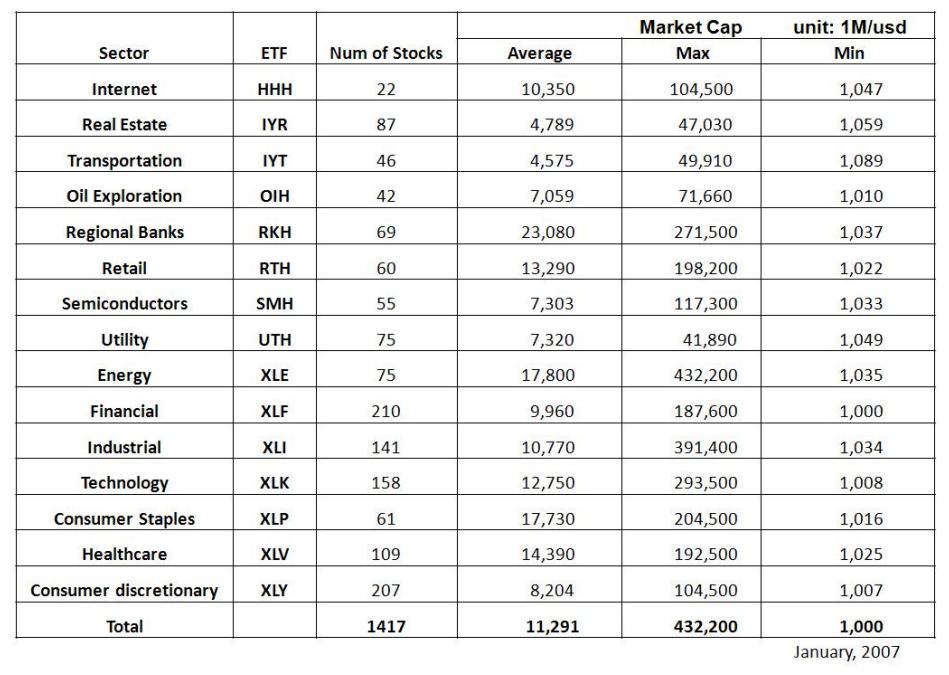 Market Cap unit: 1M/usd
Sector ETF Num of Stocks Average Max Min
Internet HHH 22 10,350 104,500 1,047
Real Estate IYR 87 4,789 47,030 1,059
Transportation IYT 46 4,575 49,910 1,089
Oil Exploration OIH 42 7,059 71,660 1,010
Regional Banks RKH 69 23,080 271,500 1,037
Retail RTH 60 13,290 198,200 1,022
Semiconductors SMH 55 7,303 117,300 1,033
Utility UTH 75 7,320 41,890 1,049
Energy XLE 75 17,800 432,200 1,035
Financial XLF 210 9,960 187,600 1,000
Industrial XLI 141 10,770 391,400 1,034
Technology XLK 158 12,750 293,500 1,008
Consumer Staples XLP 61 17,730 204,500 1,016
Healthcare XLV 109 14,390 192,500 1,025
Consumer discretionary XLY 207 8,204 104,500 1,007
Total 1417 11,291 432,200 1,000
January, 2007